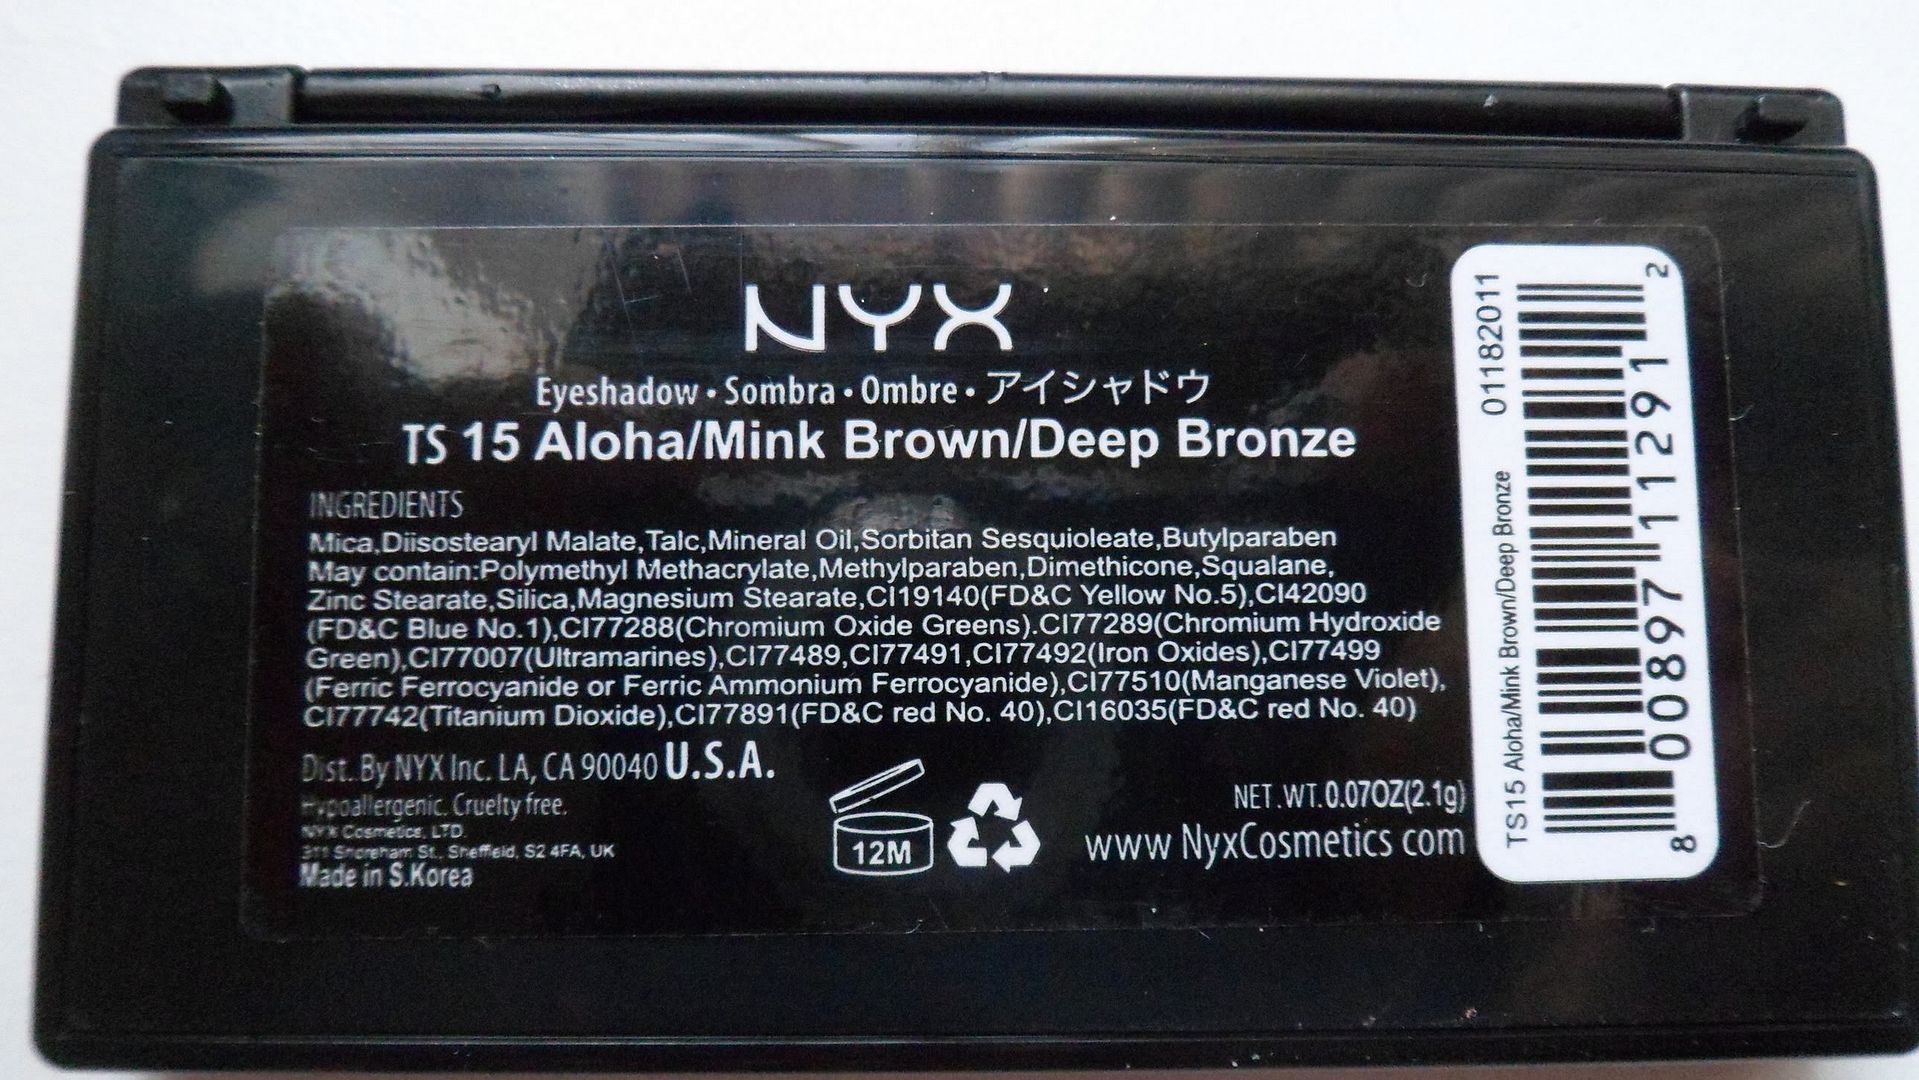 NYX
Eyeshadow • Sombra • Ombre • アイシャドウ
TS 15 Aloha/Mink Brown/Deep Bronze
INGREDIENTS
Mica,Diisostearyl Malate,Talc,Mineral Oil,Sorbitan Sesquioleate,Butylparaben
May contain:Polymethyl Methacrylate,Methylparaben,Dimethicone,Squalane,
Zinc Stearate,Silica,Magnesium Stearate,CI19140(FD&C Yellow No.5),CI42090
(FD&C Blue No.1),CI77288(Chromium Oxide Greens).CI77289(Chromium Hydroxide
Green),CI77007(Ultramarines),CI77489,CI77491,CI77492(Iron Oxides),CI77499
(Ferric Ferrocyanide or Ferric Ammonium Ferrocyanide),CI77510(Manganese Violet),
CI77742(Titanium Dioxide),CI77891(FD&C red No. 40),CI16035(FD&C red No. 40)
Dist. By NYX Inc. LA, CA 90040 U.S.A.
Hypoallergenic. Cruelty free.
NYX Cosmetics, LTD.
311 Shoreham St., Sheffield, S2 4FA, UK
Made in S.Korea
12M
NET.WT.0.07OZ(2.1g)
www NyxCosmetics com
TS15 Aloha/Mink Brown/Deep Bronze 01182011
8 00897 11291 2